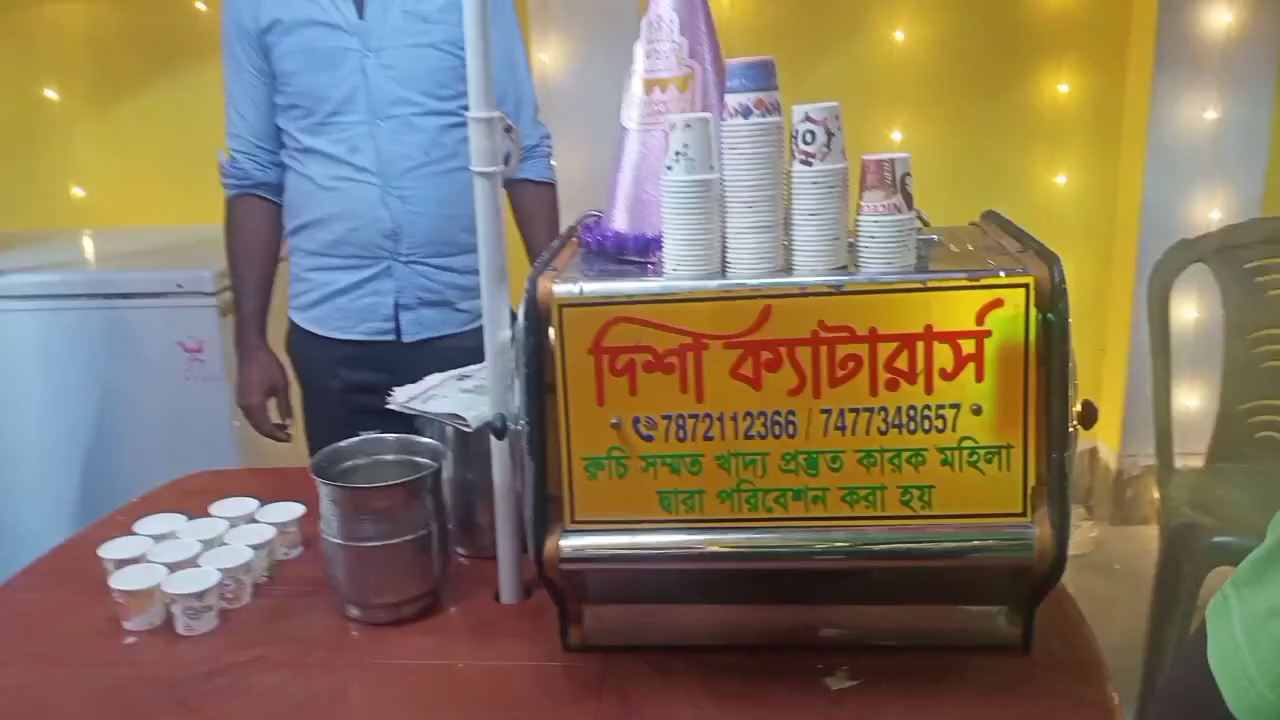 দিশা ক্যাটারার্স
7872112366 / 7477348657
রুচি সম্মত খাদ্য প্রস্তুত কারক মহিলা
দ্বারা পরিবেশন করা হয়